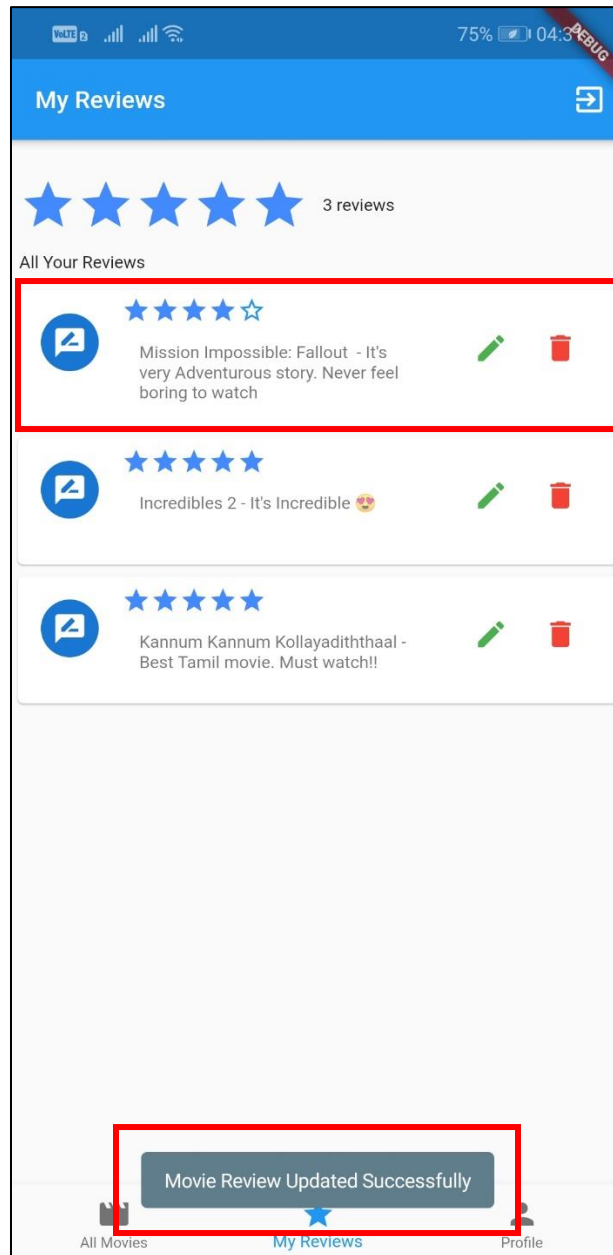 VoLTE 2 75% 04:3
DEBUG
My Reviews
3 reviews
All Your Reviews
Mission Impossible: Fallout - It's
very Adventurous story. Never feel
boring to watch
Incredibles 2 - It's Incredible 😍
Kannum Kannum Kollayadiththaal -
Best Tamil movie. Must watch!!
Movie Review Updated Successfully
All Movies My Reviews Profile